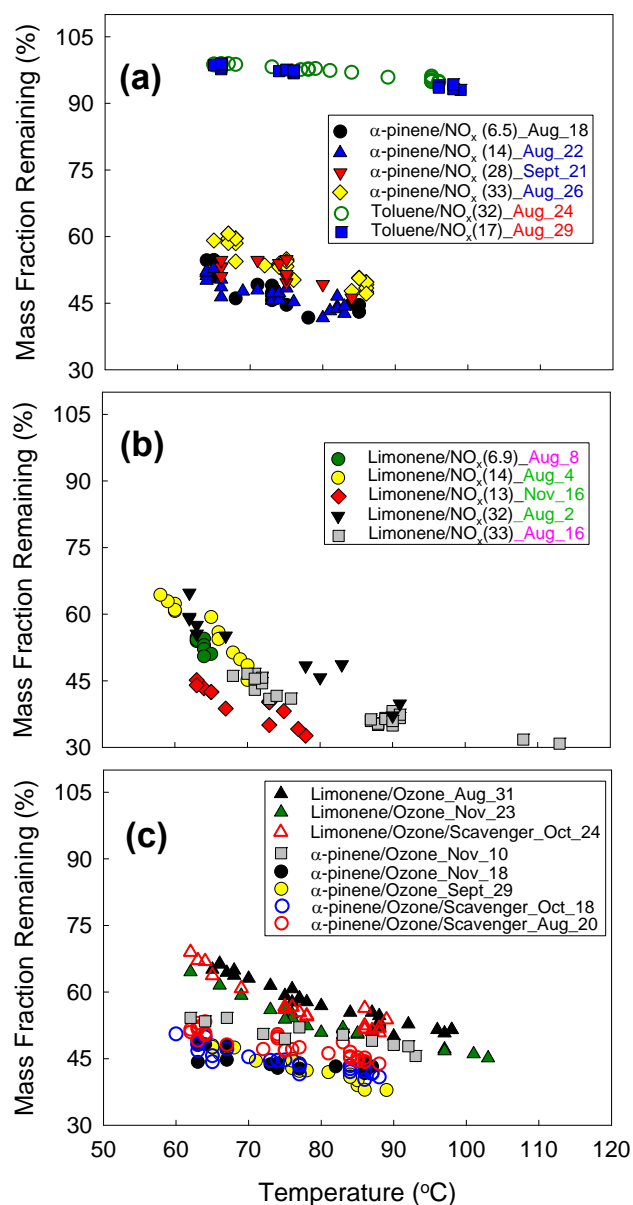 105
90
75
60
45
30
Mass Fraction Remaining (%)
(a)
α-pinene/NOx (6.5)_Aug_18
α-pinene/NOx (14)_Aug_22
α-pinene/NOx (28)_Sept_21
α-pinene/NOx (33)_Aug_26
Toluene/NOx(32)_Aug_24
Toluene/NOx(17)_Aug_29
105
90
75
60
45
30
Mass Fraction Remaining (%)
(b)
Limonene/NOx(6.9)_Aug_8
Limonene/NOx(14)_Aug_4
Limonene/NOx(13)_Nov_16
Limonene/NOx(32)_Aug_2
Limonene/NOx(33)_Aug_16
105
90
75
60
45
30
Mass Fraction Remaining (%)
(c)
Limonene/Ozone_Aug_31
Limonene/Ozone_Nov_23
Limonene/Ozone/Scavenger_Oct_24
α-pinene/Ozone_Nov_10
α-pinene/Ozone_Nov_18
α-pinene/Ozone_Sept_29
α-pinene/Ozone/Scavenger_Oct_18
α-pinene/Ozone/Scavenger_Aug_20
50 60 70 80 90 100 110 120
Temperature (oC)